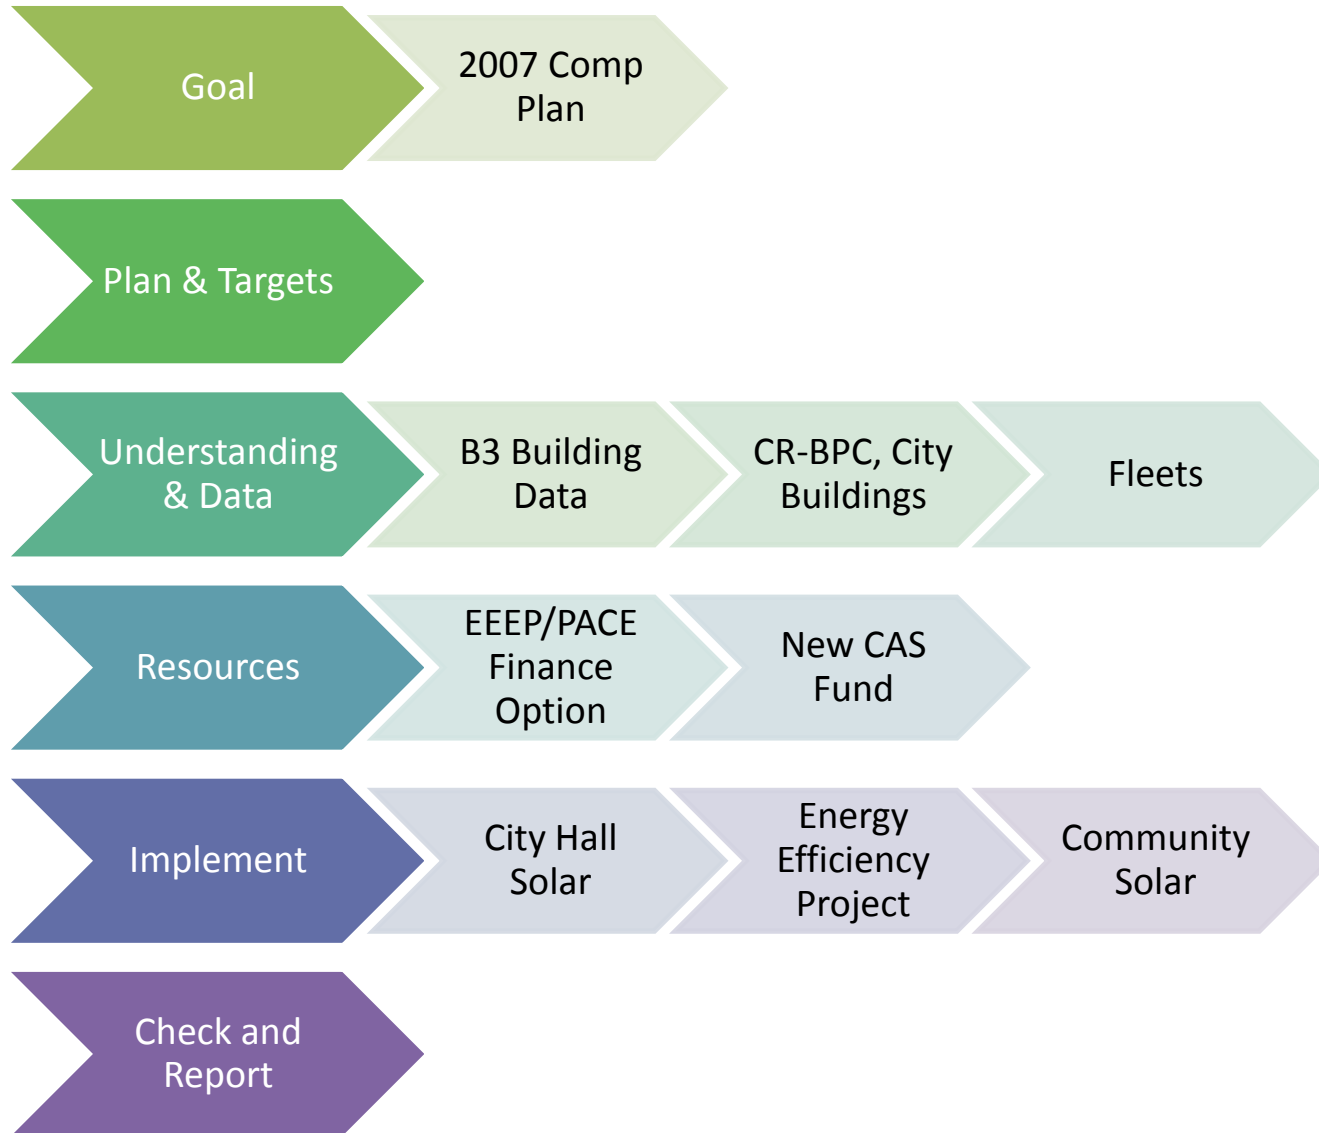 Goal
2007 Comp
Plan
Plan & Targets
Understanding
& Data
B3 Building
Data
CR-BPC, City
Buildings
Fleets
Resources
EEEP/PACE
Finance
Option
New CAS
Fund
Implement
City Hall
Solar
Energy
Efficiency
Project
Community
Solar
Check and
Report